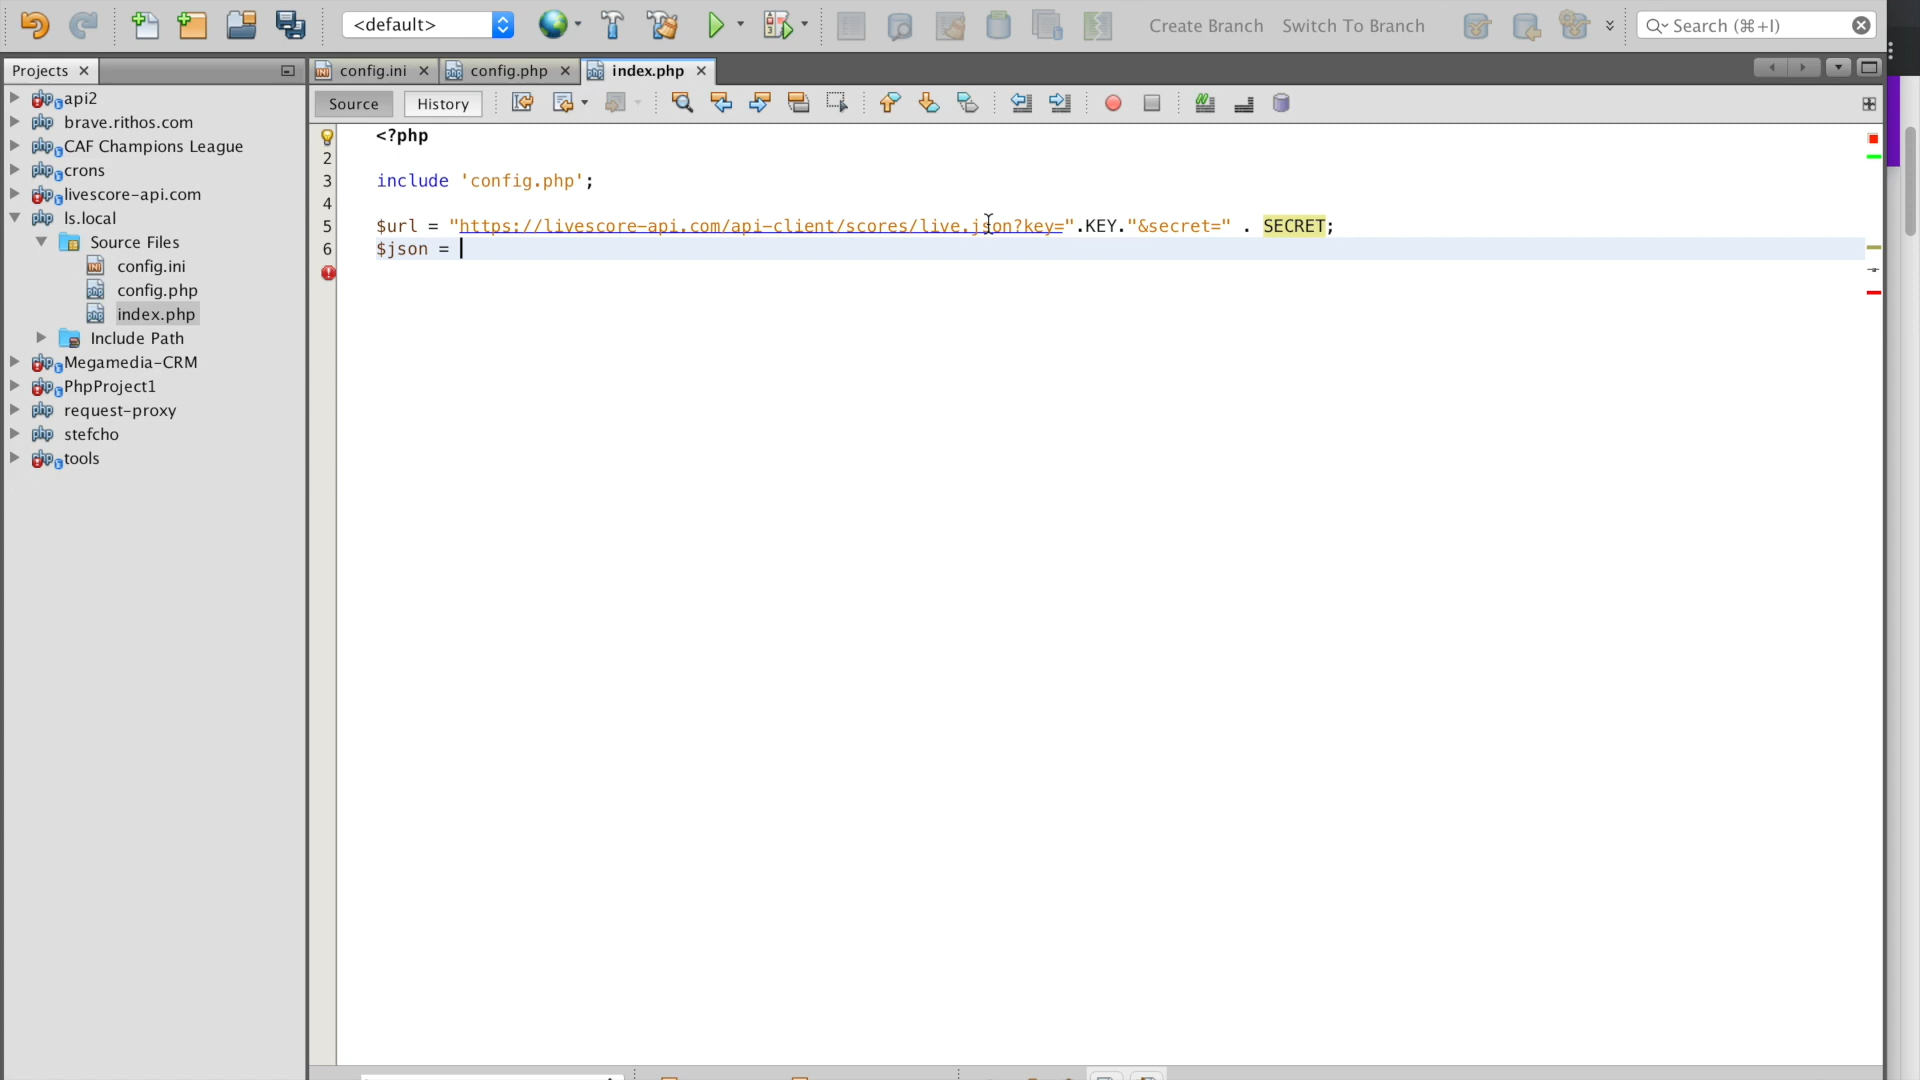 <default>
Create Branch
Switch To Branch
Search (⌘+I)
Projects
config.ini
config.php
index.php
Source
History
api2
brave.rithos.com
CAF Champions League
crons
livescore-api.com
ls.local
Source Files
config.ini
config.php
index.php
Include Path
Megamedia-CRM
PhpProject1
request-proxy
stefcho
tools
<?php
2
3 include 'config.php';
4
5 $url = "https://livescore-api.com/api-client/scores/live.json?key=".KEY."&secret=" . SECRET;
6 $json =